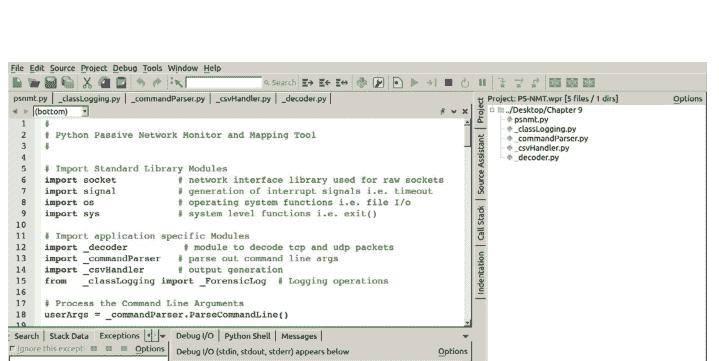 File Edit Source Project Debug Tools Window Help
Search
psnmt.py _classLogging.py _commandParser.py _csvHandler.py _decoder.py
(bottom)
1 #
2 # Python Passive Network Monitor and Mapping Tool
3 #
4
5 # Import Standard Library Modules
6 import socket # network interface library used for raw sockets
7 import signal # generation of interrupt signals i.e. timeout
8 import os # operating system functions i.e. file I/o
9 import sys # system level functions i.e. exit()
10
11 # Import application specific Modules
12 import _decoder # module to decode tcp and udp packets
13 import _commandParser # parse out command line args
14 import _csvHandler # output generation
15 from _classLogging import _ForensicLog # Logging operations
16
17 # Process the Command Line Arguments
18 userArgs = _commandParser.ParseCommandLine()
19
Project
Source Assistant
Call Stack
Indentation
Project: PS-NMT.wpr [5 files / 1 dirs] Options
../Desktop/Chapter 9
psnmt.py
_classLogging.py
_commandParser.py
_csvHandler.py
_decoder.py
Search Stack Data Exceptions
Ignore this excepti Options
Debug I/O Python Shell Messages
Debug I/O (stdin, stdout, stderr) appears below Options